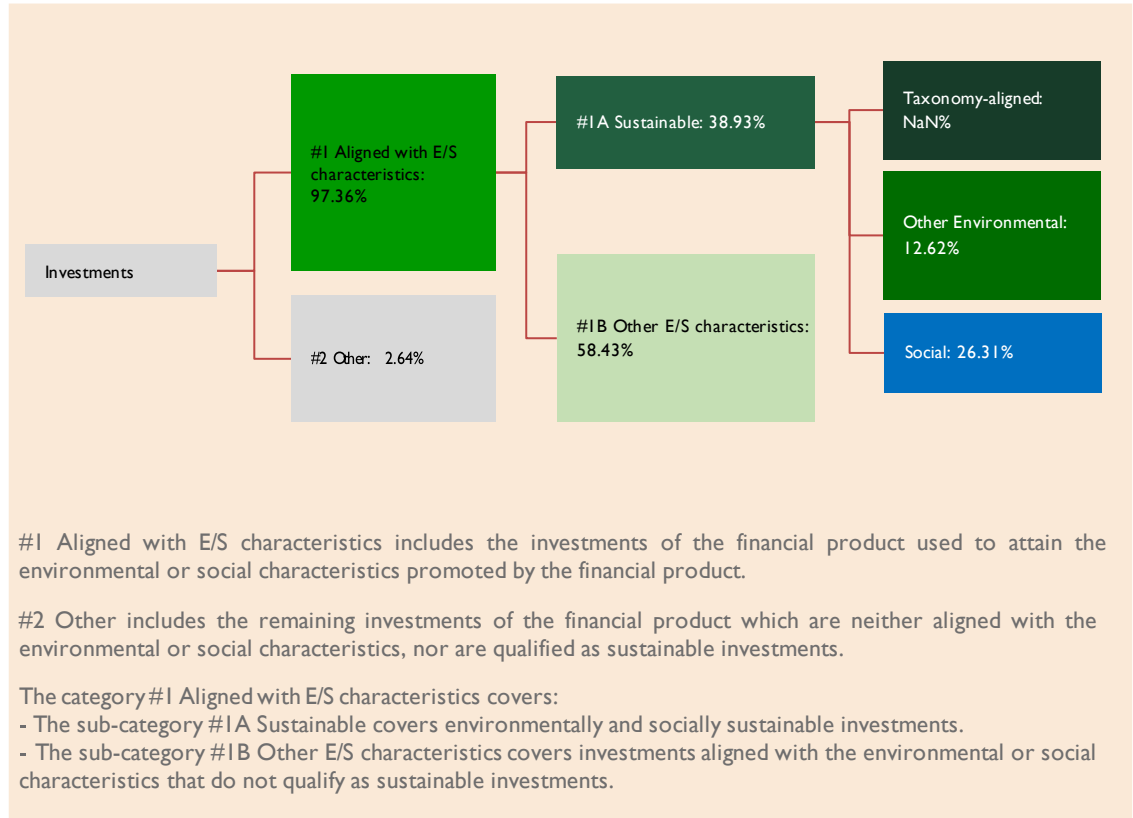 Investments
#1 Aligned with E/S
characteristics:
97.36%
#2 Other: 2.64%
#1A Sustainable: 38.93%
#1B Other E/S characteristics:
58.43%
Taxonomy-aligned:
NaN%
Other Environmental:
12.62%
Social: 26.31%
#1 Aligned with E/S characteristics includes the investments of the financial product used to attain the
environmental or social characteristics promoted by the financial product.
#2 Other includes the remaining investments of the financial product which are neither aligned with the
environmental or social characteristics, nor are qualified as sustainable investments.
The category #1 Aligned with E/S characteristics covers:
- The sub-category #1A Sustainable covers environmentally and socially sustainable investments.
- The sub-category #1B Other E/S characteristics covers investments aligned with the environmental or social
characteristics that do not qualify as sustainable investments.